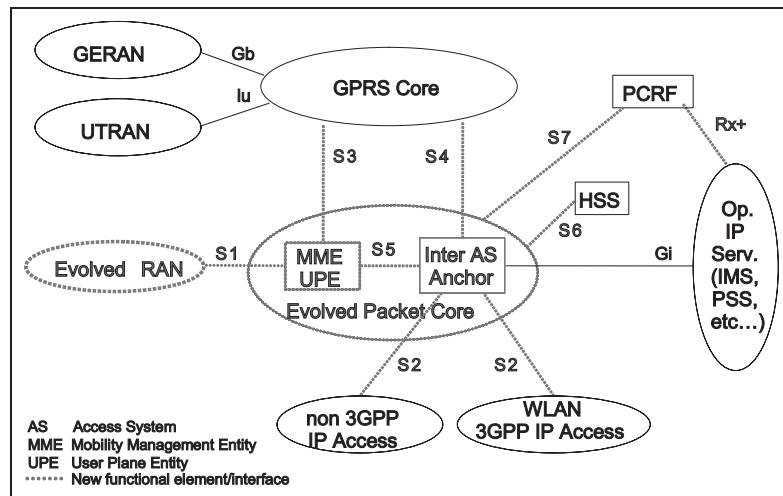 GERAN
Gb
GPRS Core
Iu
UTRAN
PCRF
Rx+
S7
S3
S4
HSS
S6
Op.
IP
Serv.
(IMS,
PSS,
etc...)
Evolved RAN
S1
MME
UPE
S5
Inter AS
Anchor
Gi
Evolved Packet Core
S2
S2
non 3GPP
IP Access
WLAN
3GPP IP Access
AS Access System
MME Mobility Management Entity
UPE User Plane Entity
New functional element/interface